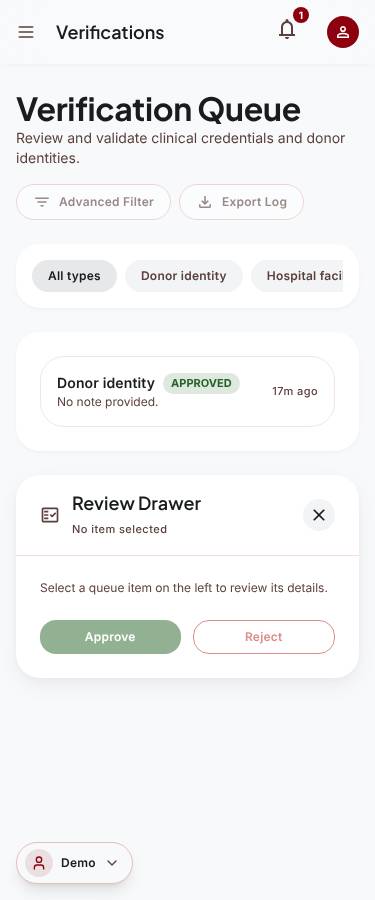 Verifications
1
Verification Queue
Review and validate clinical credentials and donor
identities.
Advanced Filter
Export Log
All types
Donor identity
Hospital facil
Donor identity
APPROVED
17m ago
No note provided.
Review Drawer
No item selected
Select a queue item on the left to review its details.
Approve
Reject
Demo